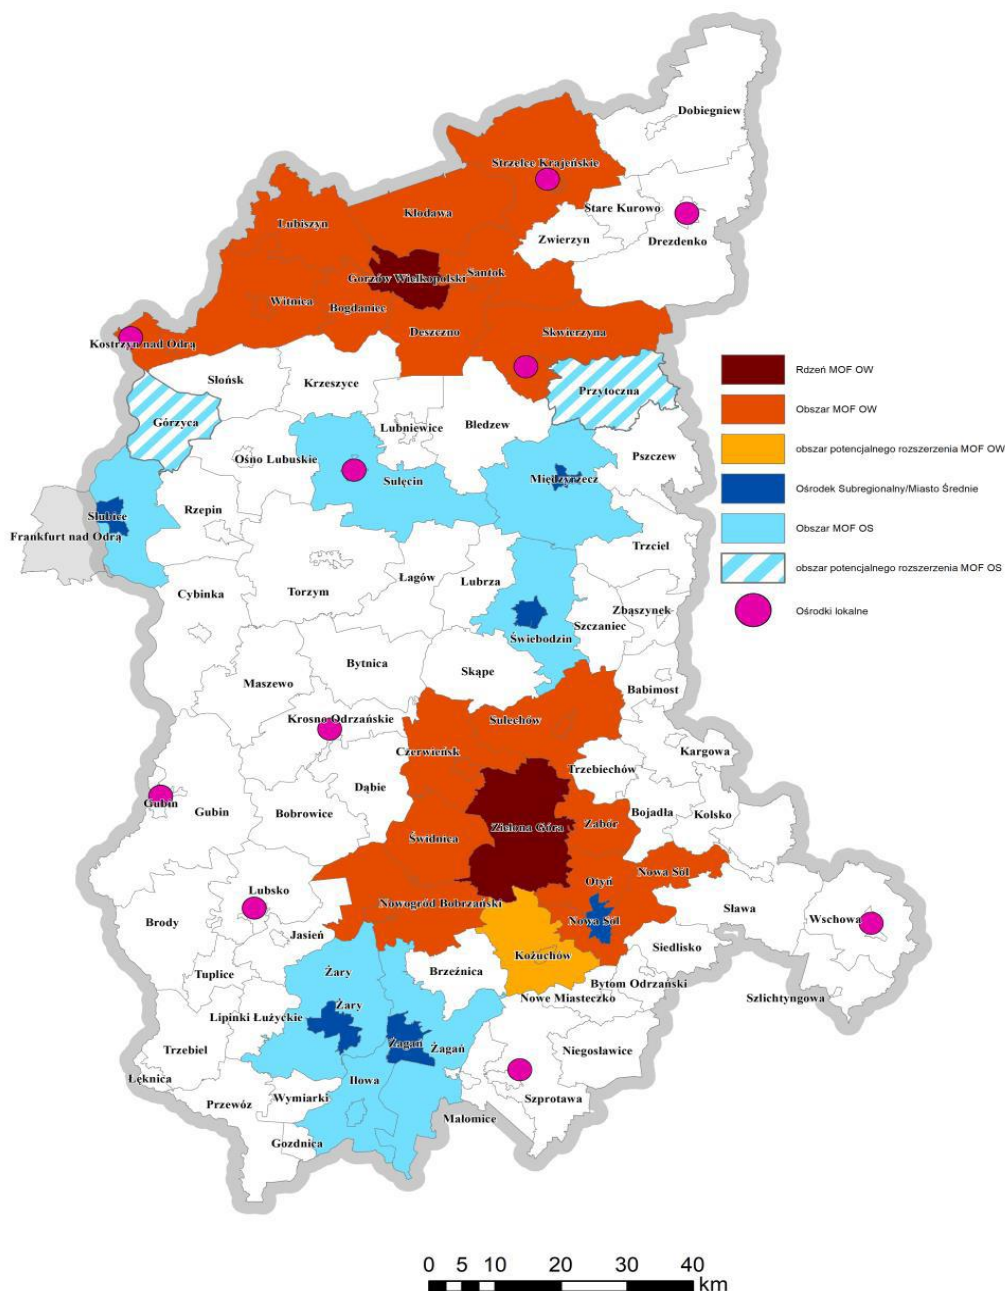 Dobiegniew
Strzelce Krajeńskie
Stare Kurowo
Kłodawa
Lubiszyn
Zwierzyn
Drezdenko
Santok
Gorzów Wielkopolski
Witnica
Bogdaniec
Deszczno
Skwierzyna
Kostrzyn nad Odrą
Słońsk
Krzeszyce
Przytoczna
Górzyca
Lubniewice
Bledzew
Ośno Lubuskie
Sulęcin
Międzyrzecz
Pszczew
Rzepin
Słubice
Frankfurt nad Odrą
Trzciel
Cybinka
Torzym
Łagów
Lubrza
Zbąszynek
Szczaniec
Świebodzin
Bytnica
Skąpe
Maszewo
Babimost
Krosno Odrzańskie
Sulechów
Czerwieńsk
Kargowa
Trzebiechów
Dąbie
Gubin
Gubin
Bobrowice
Bojadła
Kolsko
Zielona Góra
Zabór
Świdnica
Nowa Sól
Otyń
Lubsko
Nowogród Bobrzański
Sława
Brody
Nowa Sól
Wschowa
Jasień
Siedlisko
Kożuchów
Tuplice
Żary
Brzeźnica
Bytom Odrzański
Nowe Miasteczko
Szlichtyngowa
Żary
Lipinki Łużyckie
Żagań
Żagań
Trzebiel
Niegosławice
Łęknica
Iłowa
Wymiarki
Szprotawa
Przewóz
Małomice
Gozdnica
Rdzeń MOF OW
Obszar MOF OW
obszar potencjalnego rozszerzenia MOF OW
Ośrodek Subregionalny/Miasto Średnie
Obszar MOF OS
obszar potencjalnego rozszerzenia MOF OS
Ośrodki lokalne
0 5 10 20 30 40
km